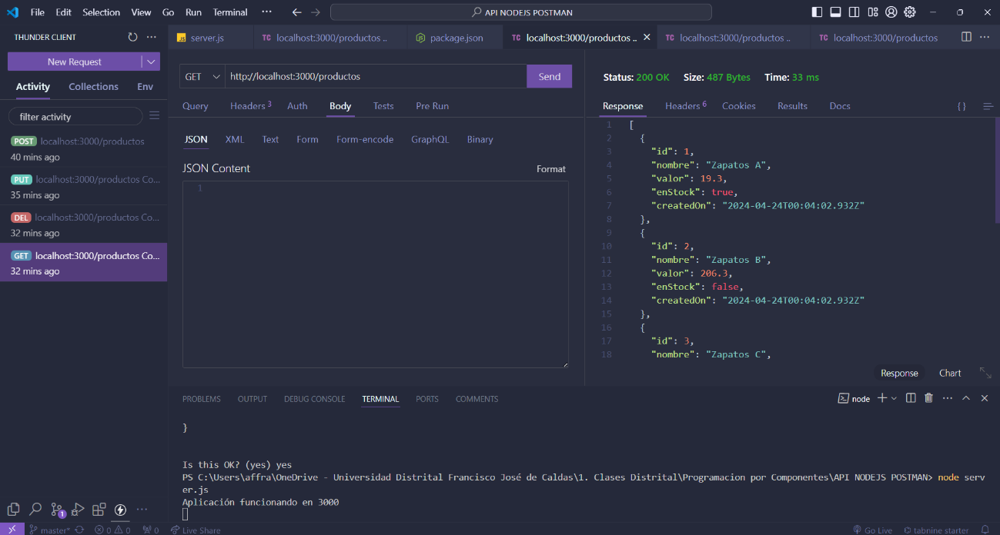 File Edit Selection View Go Run Terminal ··· API NODEJS POSTMAN
THUNDER CLIENT ···
New Request
Activity Collections Env
filter activity
POST localhost:3000/productos
40 mins ago
PUT localhost:3000/productos Co...
35 mins ago
DEL localhost:3000/productos Co...
32 mins ago
GET localhost:3000/productos Co...
32 mins ago
JS server.js TC localhost:3000/productos .. package.json TC localhost:3000/productos .. TC localhost:3000/productos .. TC localhost:3000/productos ···
GET http://localhost:3000/productos Send
Query Headers 3 Auth Body Tests Pre Run
JSON XML Text Form Form-encode GraphQL Binary
JSON Content Format
1
Status: 200 OK Size: 487 Bytes Time: 33 ms
Response Headers 6 Cookies Results Docs { }
1 [
2 {
3 "id": 1,
4 "nombre": "Zapatos A",
5 "valor": 19.3,
6 "enStock": true,
7 "createdOn": "2024-04-24T00:04:02.932Z"
8 },
9 {
10 "id": 2,
11 "nombre": "Zapatos B",
12 "valor": 206.3,
13 "enStock": false,
14 "createdOn": "2024-04-24T00:04:02.932Z"
15 },
16 {
17 "id": 3,
18 "nombre": "Zapatos C",
Response Chart
PROBLEMS OUTPUT DEBUG CONSOLE TERMINAL PORTS COMMENTS node ···
}
Is this OK? (yes) yes
PS C:\Users\affra\OneDrive - Universidad Distrital Francisco José de Caldas\1. Clases Distrital\Programacion por Componentes\API NODEJS POSTMAN> node serv
er.js
Aplicación funcionando en 3000
1 ···
master* 0 0 0 Live Share Go Live tabnine starter